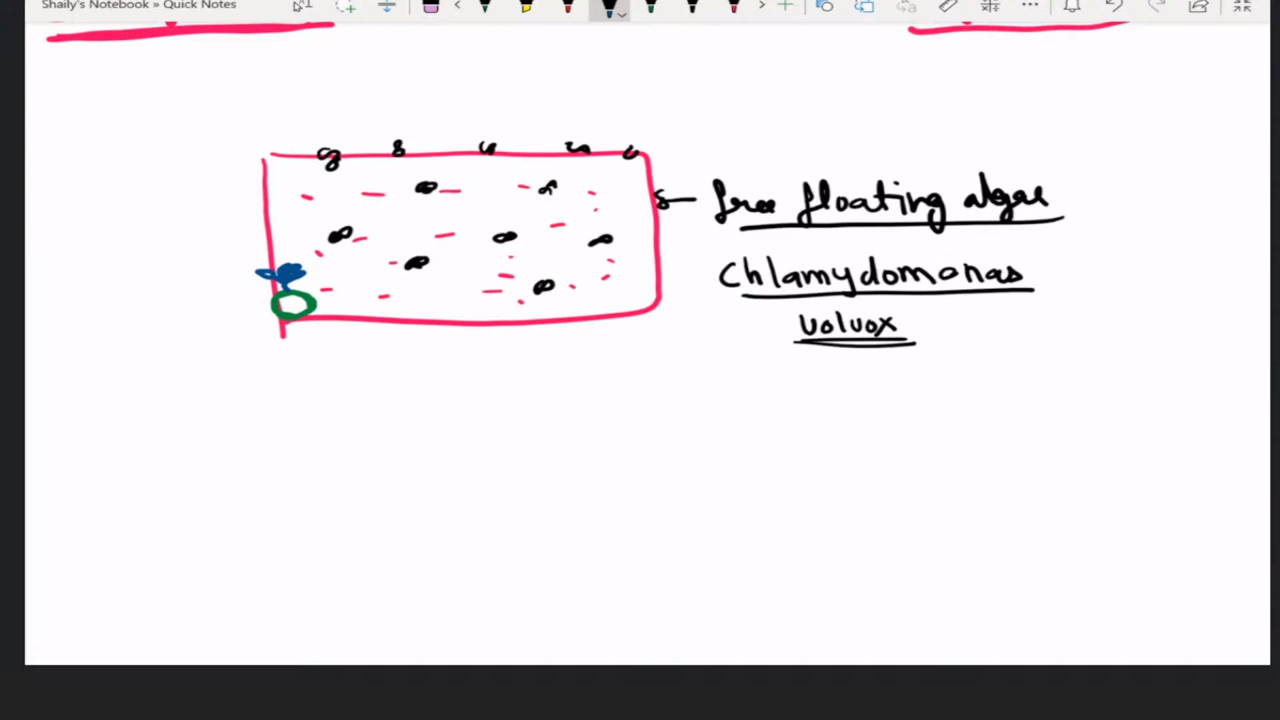 Shaily's Notebook » Quick Notes
free floating algae
Chlamydomonas
volvox